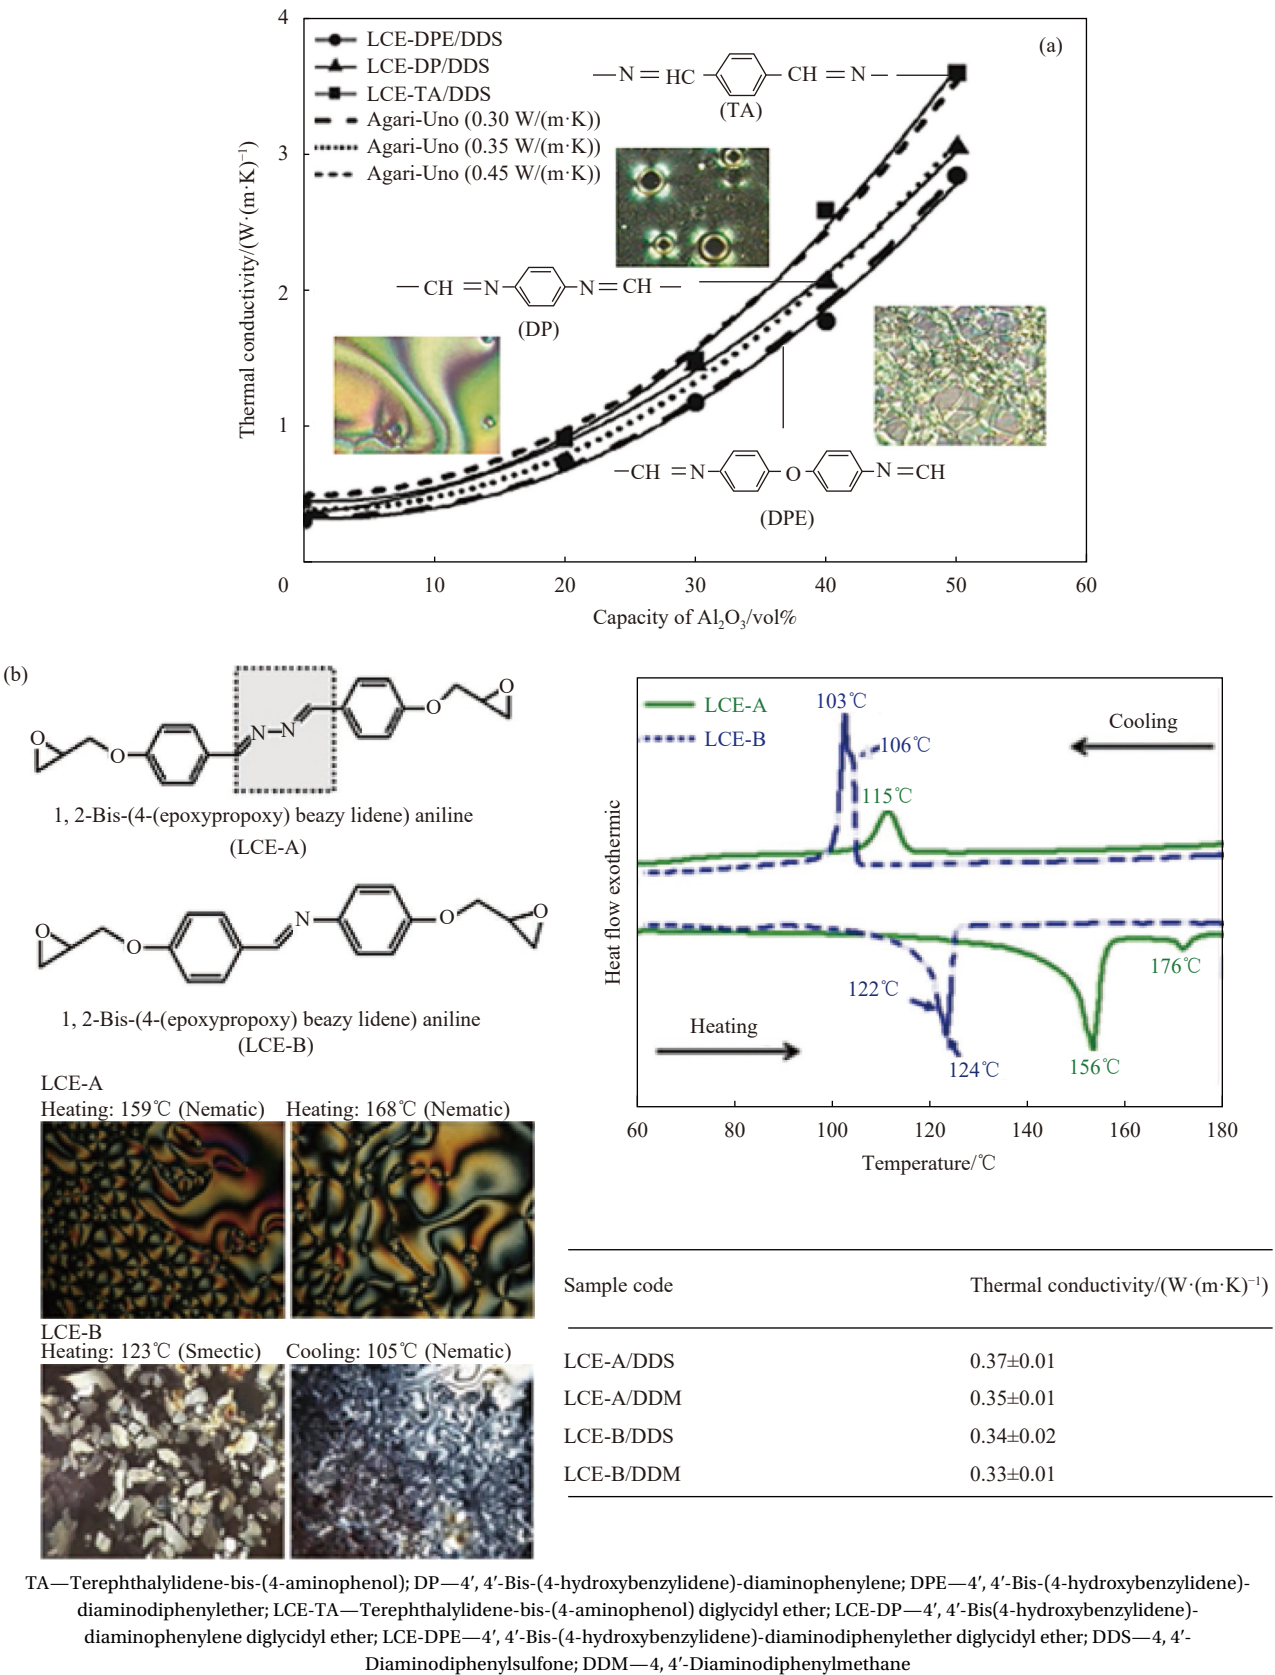 4
(a)
LCE-DPE/DDS
LCE-DP/DDS
LCE-TA/DDS
Agari-Uno (0.30 W/(m·K))
Agari-Uno (0.35 W/(m·K))
Agari-Uno (0.45 W/(m·K))
—N＝HC CH＝N—
(TA)
3
Thermal conductivity/(W·(m·K)⁻¹)
2
—CH＝N N＝CH—
(DP)
1
—CH＝N O N＝CH
(DPE)
0 10 20 30 40 50 60
Capacity of Al₂O₃/vol%
(b)
O O N N O O
1, 2-Bis-(4-(epoxypropoxy) beazy lidene) aniline
(LCE-A)
O O N O O
1, 2-Bis-(4-(epoxypropoxy) beazy lidene) aniline
(LCE-B)
LCE-A
LCE-B
103℃
106℃
115℃
Cooling
Heat flow exothermic
176℃
122℃
Heating
124℃
156℃
60 80 100 120 140 160 180
Temperature/℃
LCE-A
Heating: 159℃ (Nematic) Heating: 168℃ (Nematic)
LCE-B
Heating: 123℃ (Smectic) Cooling: 105℃ (Nematic)
Sample code Thermal conductivity/(W·(m·K)⁻¹)
LCE-A/DDS 0.37±0.01
LCE-A/DDM 0.35±0.01
LCE-B/DDS 0.34±0.02
LCE-B/DDM 0.33±0.01
TA—Terephthalylidene-bis-(4-aminophenol); DP—4′, 4′-Bis-(4-hydroxybenzylidene)-diaminophenylene; DPE—4′, 4′-Bis-(4-hydroxybenzylidene)-
diaminodiphenylether; LCE-TA—Terephthalylidene-bis-(4-aminophenol) diglycidyl ether; LCE-DP—4′, 4′-Bis(4-hydroxybenzylidene)-
diaminophenylene diglycidyl ether; LCE-DPE—4′, 4′-Bis-(4-hydroxybenzylidene)-diaminodiphenylether diglycidyl ether; DDS—4, 4′-
Diaminodiphenylsulfone; DDM—4, 4′-Diaminodiphenylmethane